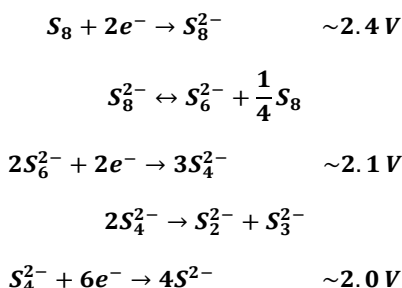 S₈ + 2e⁻ → S₈²⁻ ~2.4 V
S₈²⁻ ↔ S₆²⁻ + 1/4 S₈
2S₆²⁻ + 2e⁻ → 3S₄²⁻ ~2.1 V
2S₄²⁻ → S₂²⁻ + S₃²⁻
S₄²⁻ + 6e⁻ → 4S²⁻ ~2.0 V